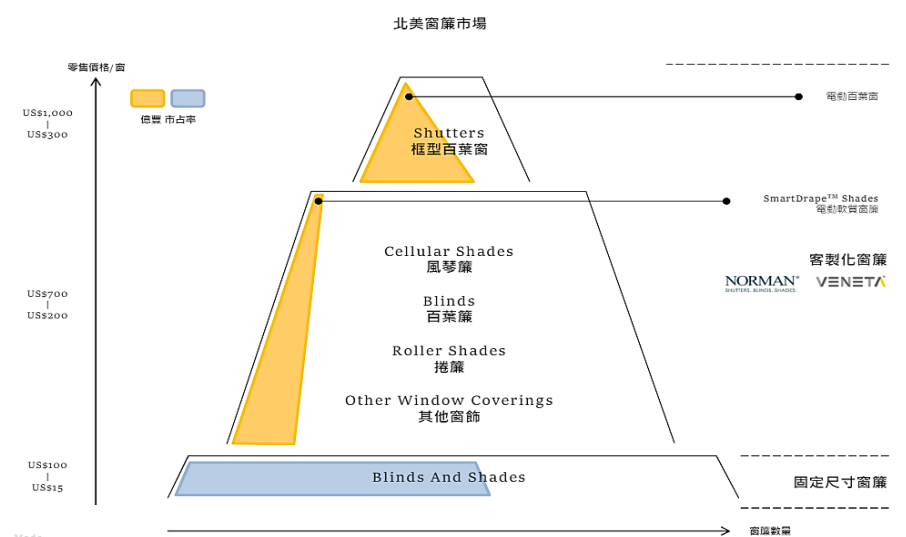 北美窗簾市場
零售價格/窗
億豐 市占率
US$1,000
|
US$300
Shutters
框型百葉窗
電動百葉窗
SmartDrape™ Shades
電動軟質窗簾
Cellular Shades
風琴簾
客製化窗簾
NORMAN
SHUTTERS. BLINDS. SHADES.
VENETA
US$700
|
US$200
Blinds
百葉簾
Roller Shades
捲簾
Other Window Coverings
其他窗飾
US$100
|
US$15
Blinds And Shades
固定尺寸窗簾
窗簾數量